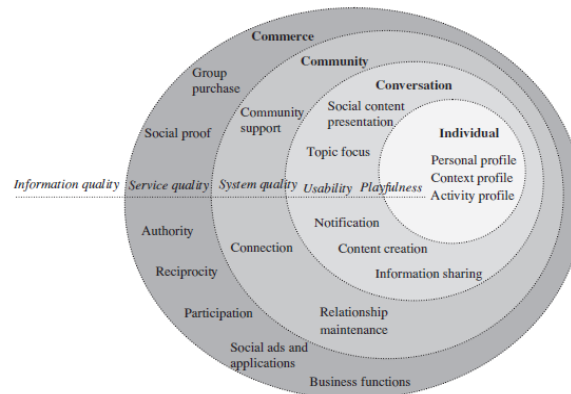 Commerce
Group
purchase
Social proof
Community
Community
support
Conversation
Social content
presentation
Topic focus
Individual
Personal profile
Context profile
Activity profile
Information quality
Service quality
System quality
Usability
Playfulness
Authority
Reciprocity
Participation
Social ads and
applications
Business functions
Connection
Relationship
maintenance
Notification
Content creation
Information sharing